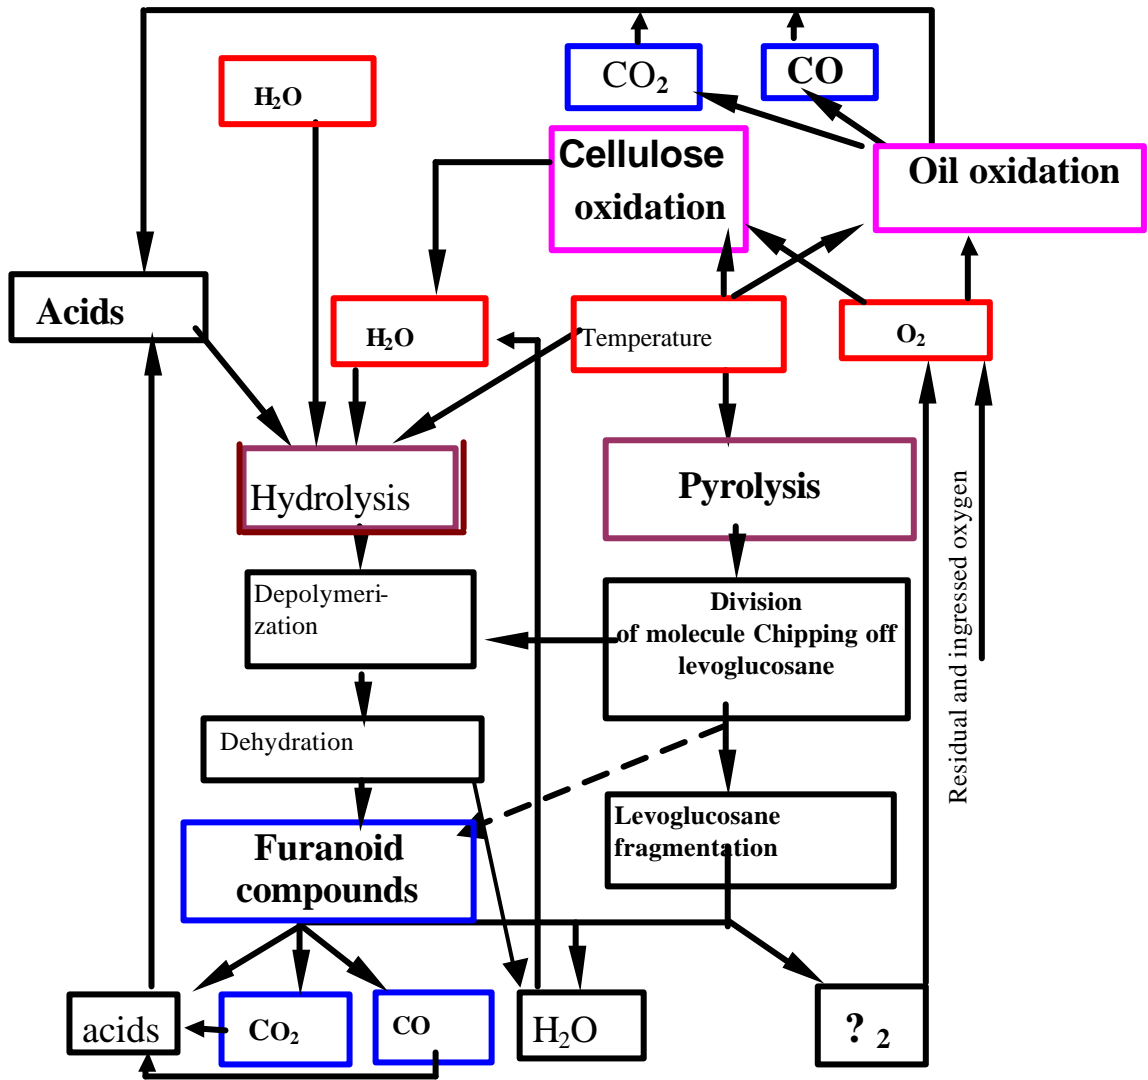 CO₂
CO
H₂O
Cellulose
oxidation
Oil oxidation
Acids
H₂O
Temperature
O₂
Hydrolysis
Pyrolysis
Residual and ingressed oxygen
Depolymeri-
zation
Division
of molecule Chipping off
levoglucosane
Dehydration
Levoglucosane
fragmentation
Furanoid
compounds
acids
CO₂
CO
H₂O
? ₂